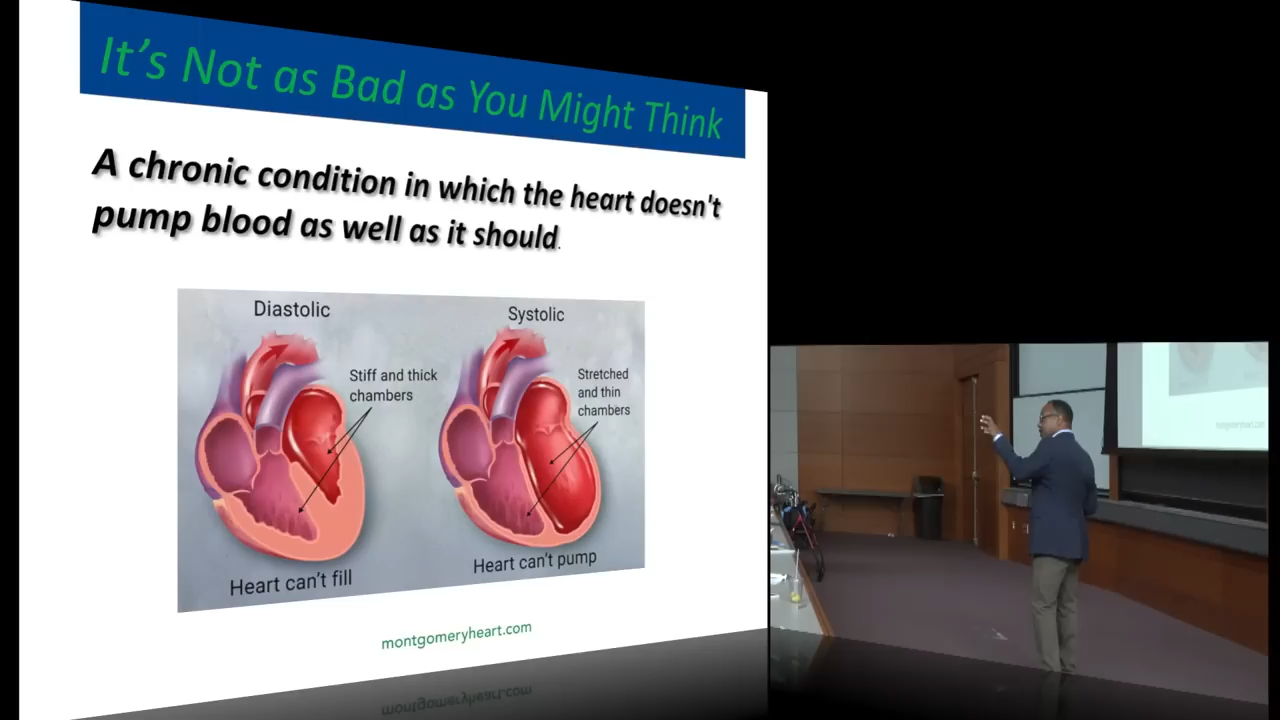 It's Not as Bad as You Might Think
A chronic condition in which the heart doesn't
pump blood as well as it should.
Diastolic
Systolic
Stiff and thick
chambers
Stretched
and thin
chambers
Heart can't fill
Heart can't pump
montgomeryheart.com